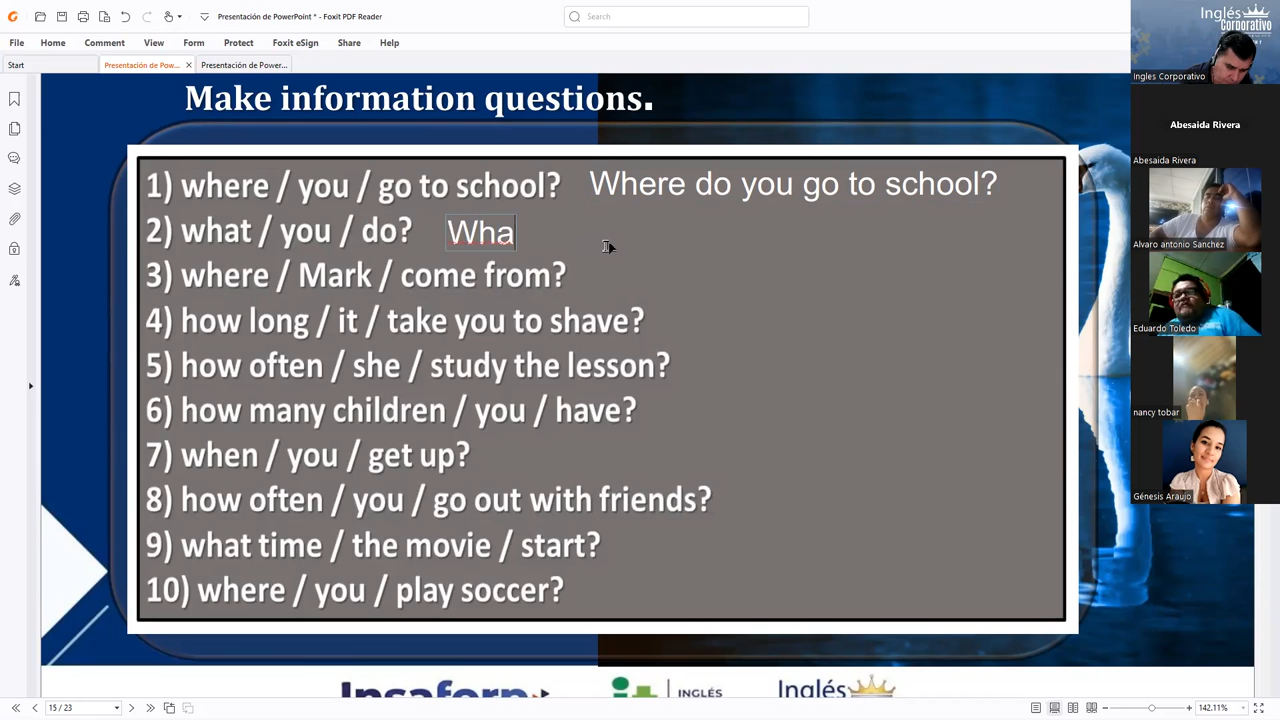 Presentación de PowerPoint * - Foxit PDF Reader
Search
File Home Comment View Form Protect Foxit eSign Share Help
Start
Presentación de Pow...
Presentación de Power...
Make information questions.
1) where / you / go to school? Where do you go to school?
2) what / you / do? Wha
3) where / Mark / come from?
4) how long / it / take you to shave?
5) how often / she / study the lesson?
6) how many children / you / have?
7) when / you / get up?
8) how often / you / go out with friends?
9) what time / the movie / start?
10) where / you / play soccer?
Insaforp
INGLÉS
Inglés
Inglés
Corporativo
Ingles Corporativo
Abesaida Rivera
Abesaida Rivera
Alvaro antonio Sanchez
Eduardo Toledo
nancy tobar
Génesis Araujo
15 / 23
142.11%